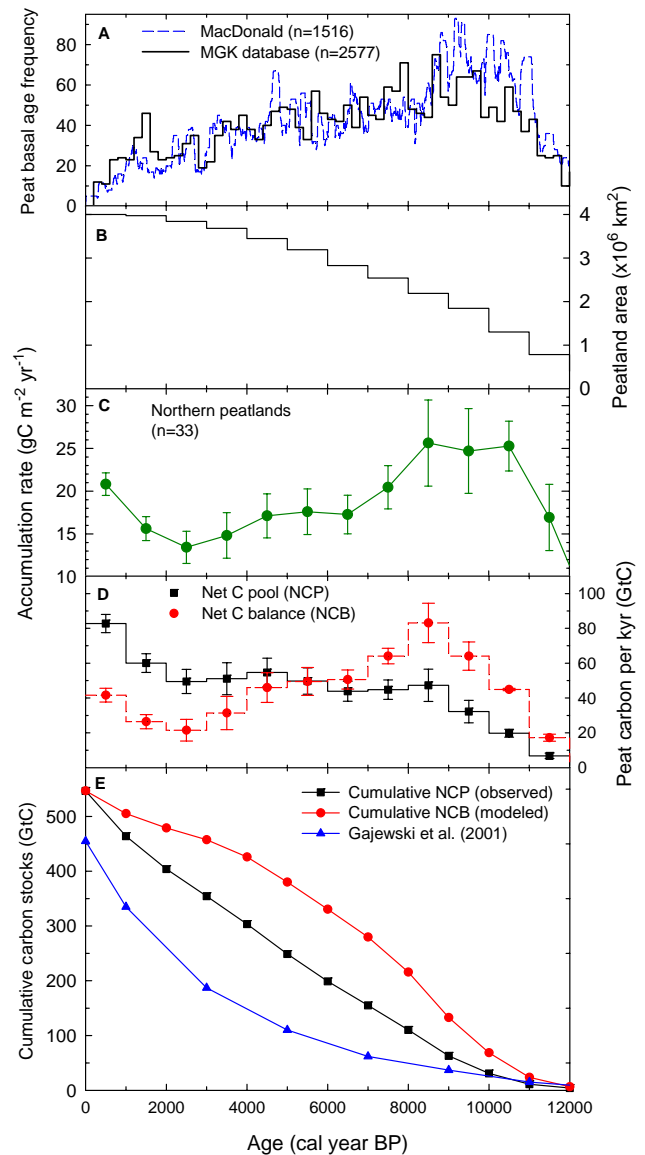 A
MacDonald (n=1516)
MGK database (n=2577)
Peat basal age frequency
80
60
40
20
0
B
Peatland area (x10⁶ km²)
4
3
2
1
0
C
Northern peatlands
(n=33)
Accumulation rate (gC m⁻² yr⁻¹)
30
25
20
15
10
D
Net C pool (NCP)
Net C balance (NCB)
Peat carbon per kyr (GtC)
100
80
60
40
20
0
E
Cumulative NCP (observed)
Cumulative NCB (modeled)
Gajewski et al. (2001)
Cumulative carbon stocks (GtC)
500
400
300
200
100
0
0 2000 4000 6000 8000 10000 12000
Age (cal year BP)